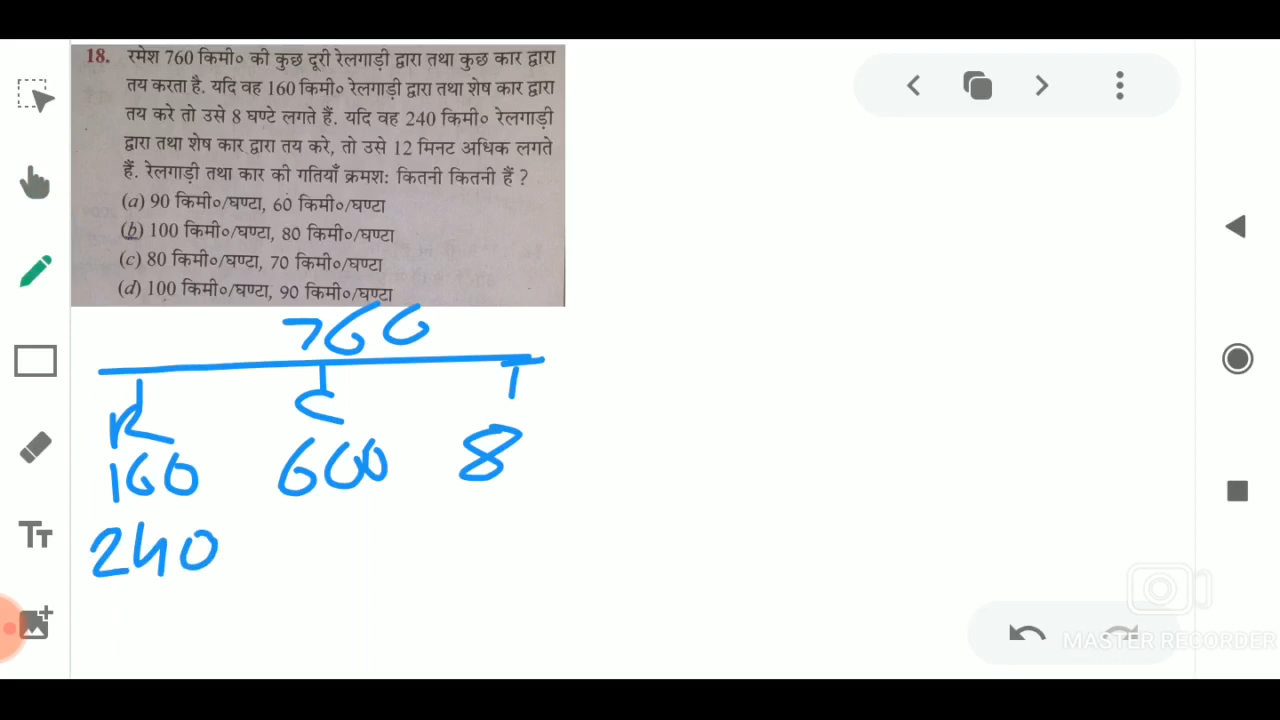 18. रमेश 760 किमी० की कुछ दूरी रेलगाड़ी द्वारा तथा कुछ कार द्वारा
तय करता है. यदि वह 160 किमी० रेलगाड़ी द्वारा तथा शेष कार द्वारा
तय करे तो उसे 8 घण्टे लगते हैं. यदि वह 240 किमी० रेलगाड़ी
द्वारा तथा शेष कार द्वारा तय करे, तो उसे 12 मिनट अधिक लगते
हैं. रेलगाड़ी तथा कार की गतियाँ क्रमशः कितनी कितनी हैं ?
(a) 90 किमी०/घण्टा, 60 किमी०/घण्टा
(b) 100 किमी०/घण्टा, 80 किमी०/घण्टा
(c) 80 किमी०/घण्टा, 70 किमी०/घण्टा
(d) 100 किमी०/घण्टा, 90 किमी०/घण्टा
760
R C T
160 600 8
240
TT
MASTER RECORDER